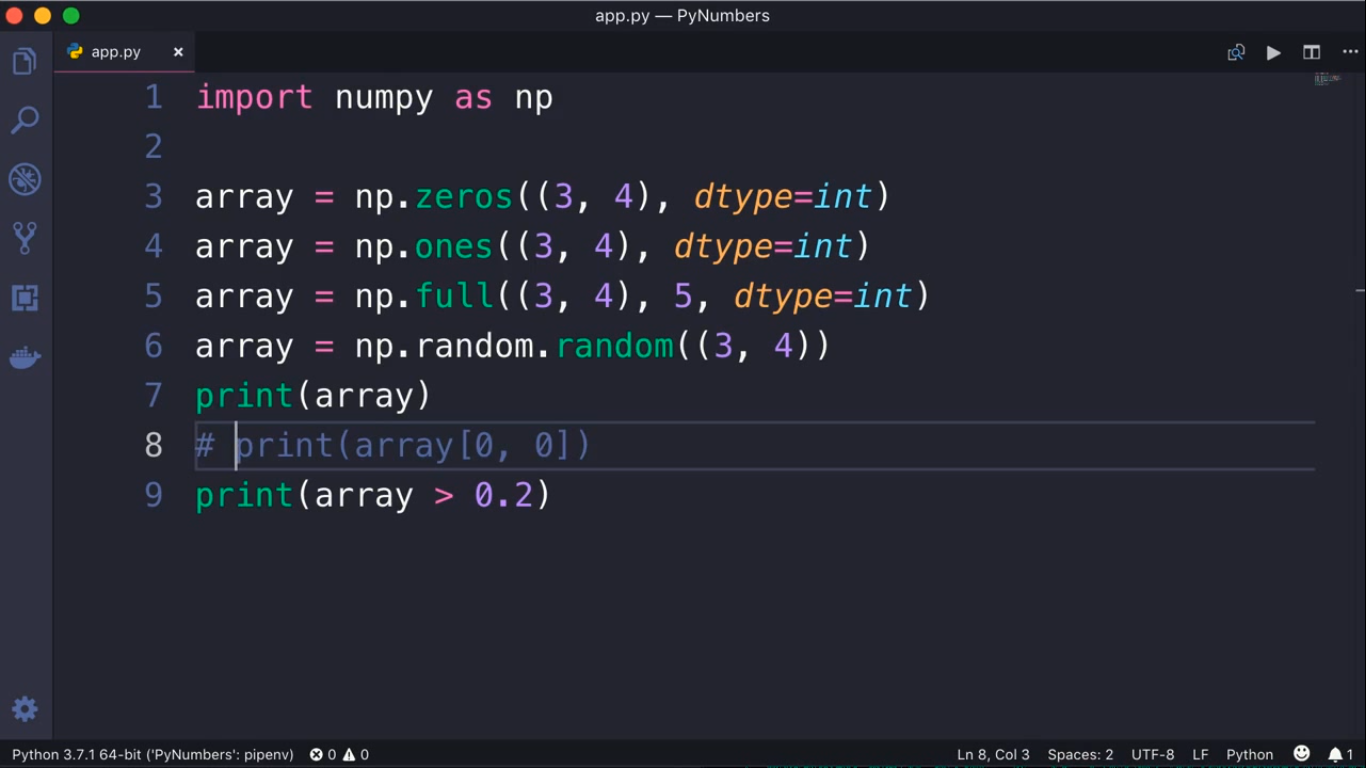 app.py — PyNumbers
app.py ×
1 import numpy as np
2
3 array = np.zeros((3, 4), dtype=int)
4 array = np.ones((3, 4), dtype=int)
5 array = np.full((3, 4), 5, dtype=int)
6 array = np.random.random((3, 4))
7 print(array)
8 # print(array[0, 0])
9 print(array > 0.2)
Python 3.7.1 64-bit ('PyNumbers': pipenv) 0 0 Ln 8, Col 3 Spaces: 2 UTF-8 LF Python 1